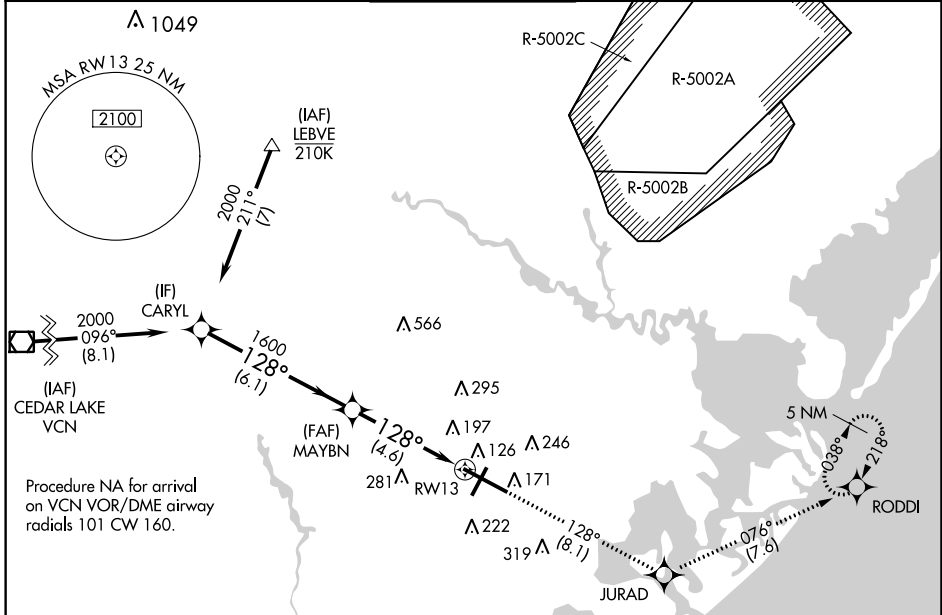 1049
MSA RW13 25 NM
2100
(IAF)
LEBVE
210K
2000
211°
(7)
R-5002C
R-5002A
R-5002B
(IF)
CARYL
2000
096°
(8.1)
(IAF)
CEDAR LAKE
VCN
1600
128°
(6.1)
566
295
197
126
246
(FAF)
MAYBN
128°
(4.6)
281
RW13
171
222
319
128°
(8.1)
JURAD
076°
(7.6)
5 NM
038°
218°
RODDI
Procedure NA for arrival
on VCN VOR/DME airway
radials 101 CW 160.